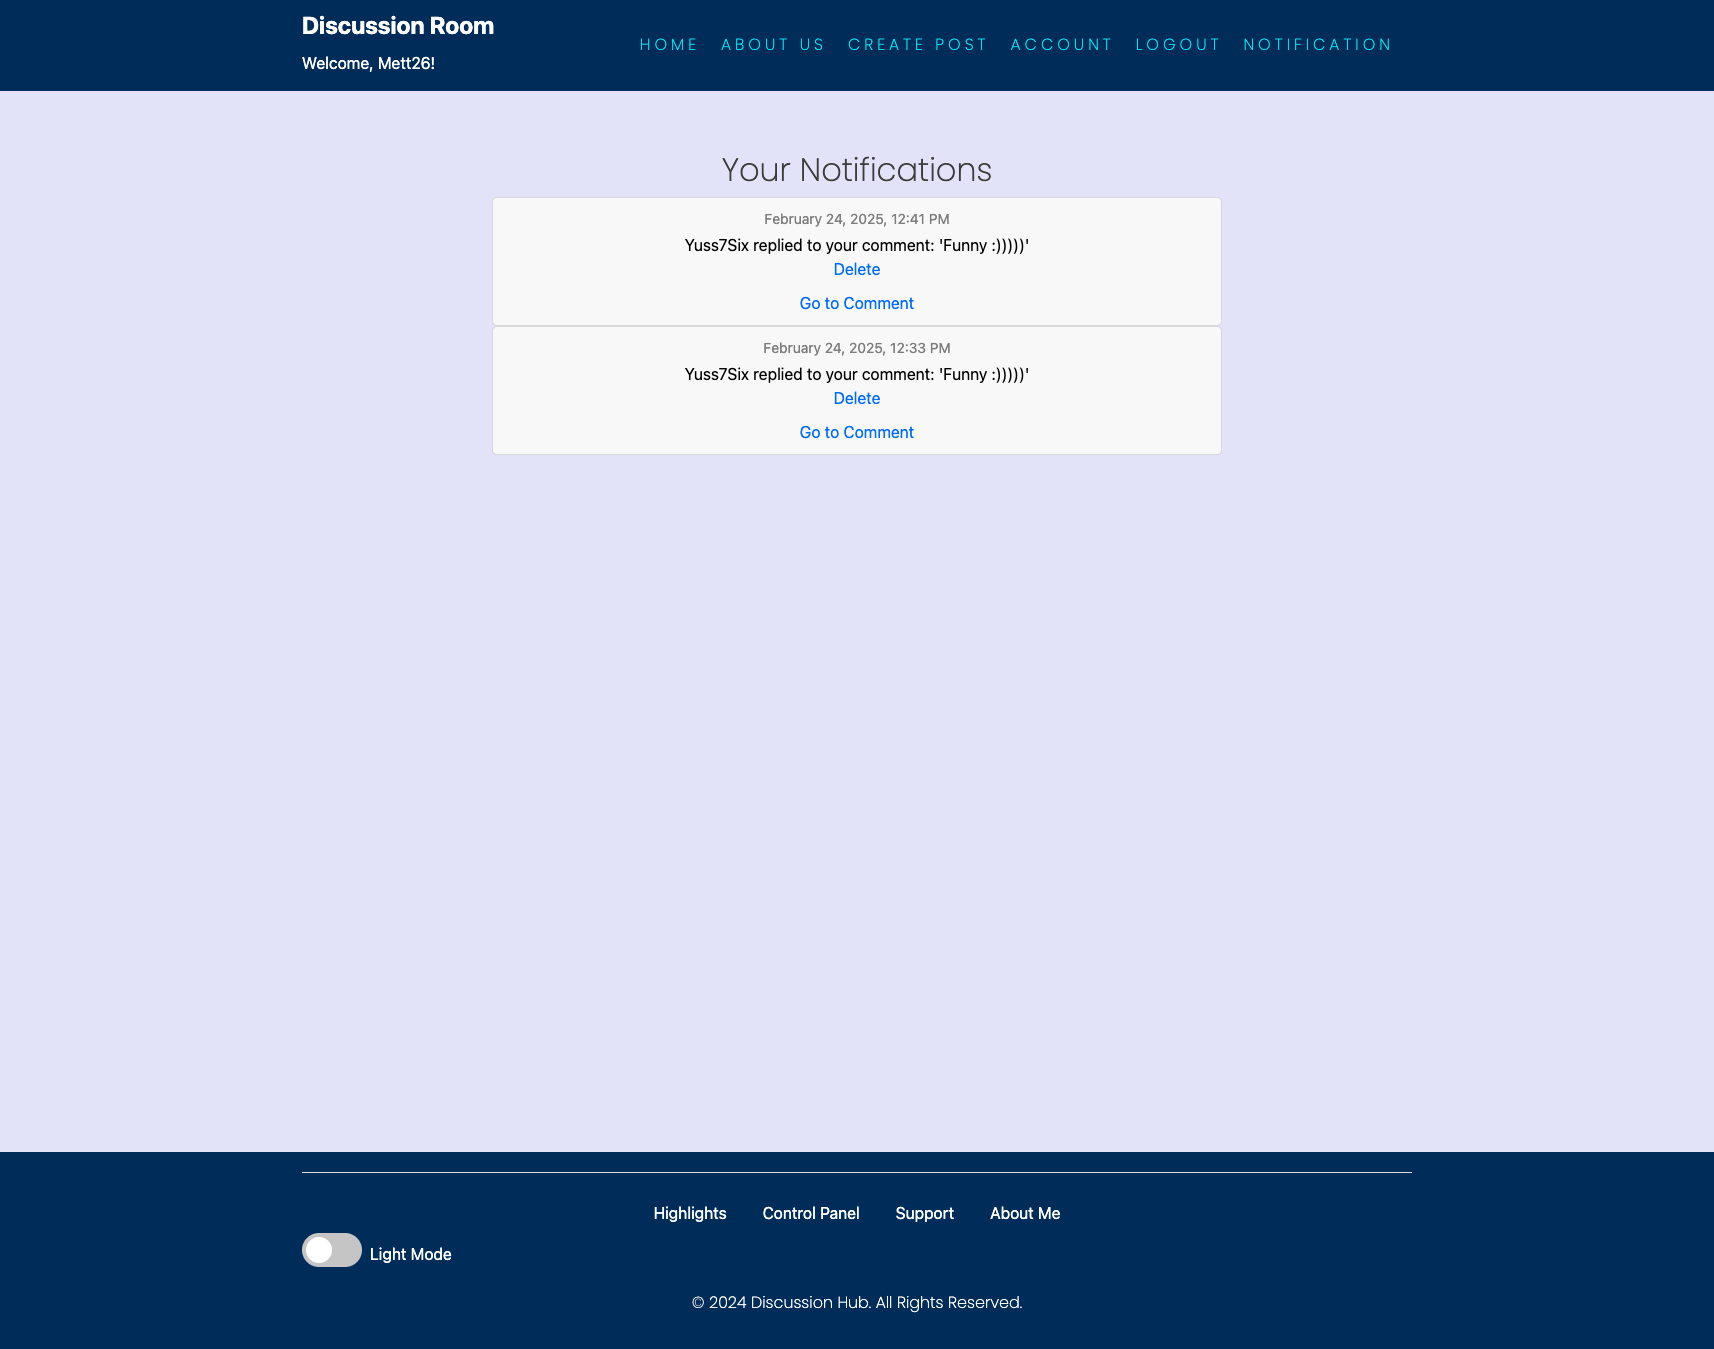 Discussion Room
Welcome, Mett26!
HOME ABOUT US CREATE POST ACCOUNT LOGOUT NOTIFICATION
Your Notifications
February 24, 2025, 12:41 PM
Yuss7Six replied to your comment: 'Funny :)))))'
Delete
Go to Comment
February 24, 2025, 12:33 PM
Yuss7Six replied to your comment: 'Funny :)))))'
Delete
Go to Comment
Highlights Control Panel Support About Me
Light Mode
© 2024 Discussion Hub. All Rights Reserved.